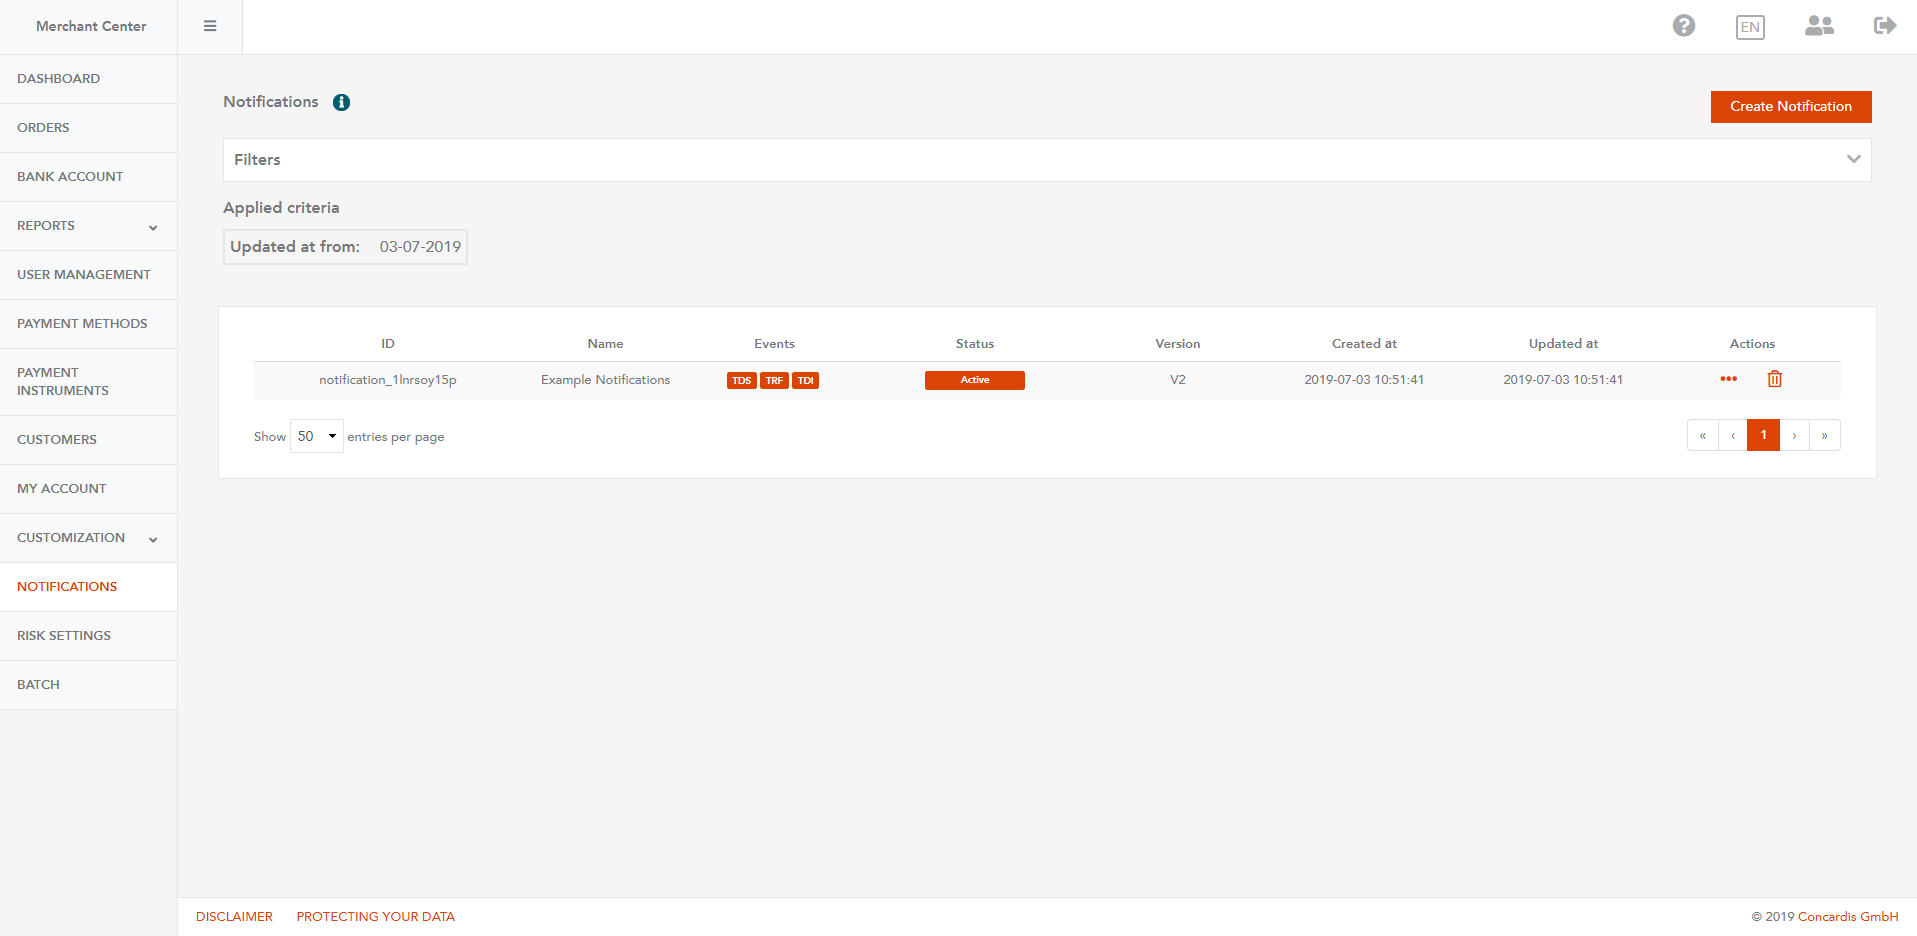 Merchant Center
EN
DASHBOARD
ORDERS
BANK ACCOUNT
REPORTS
USER MANAGEMENT
PAYMENT METHODS
PAYMENT
INSTRUMENTS
CUSTOMERS
MY ACCOUNT
CUSTOMIZATION
NOTIFICATIONS
RISK SETTINGS
BATCH
Notifications
Create Notification
Filters
Applied criteria
Updated at from: 03-07-2019
ID Name Events Status Version Created at Updated at Actions
notification_1lnrsoy15p Example Notifications TDS TRF TDI Active V2 2019-07-03 10:51:41 2019-07-03 10:51:41
Show 50 entries per page
« ‹ 1 › »
DISCLAIMER PROTECTING YOUR DATA
© 2019 Concardis GmbH